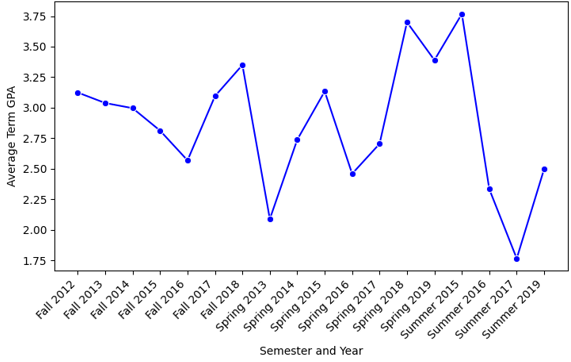 3.75
3.50
3.25
3.00
2.75
2.50
2.25
2.00
1.75
Average Term GPA
Fall 2012
Fall 2013
Fall 2014
Fall 2015
Fall 2016
Fall 2017
Fall 2018
Spring 2013
Spring 2014
Spring 2015
Spring 2016
Spring 2017
Spring 2018
Spring 2019
Summer 2015
Summer 2016
Summer 2017
Summer 2019
Semester and Year